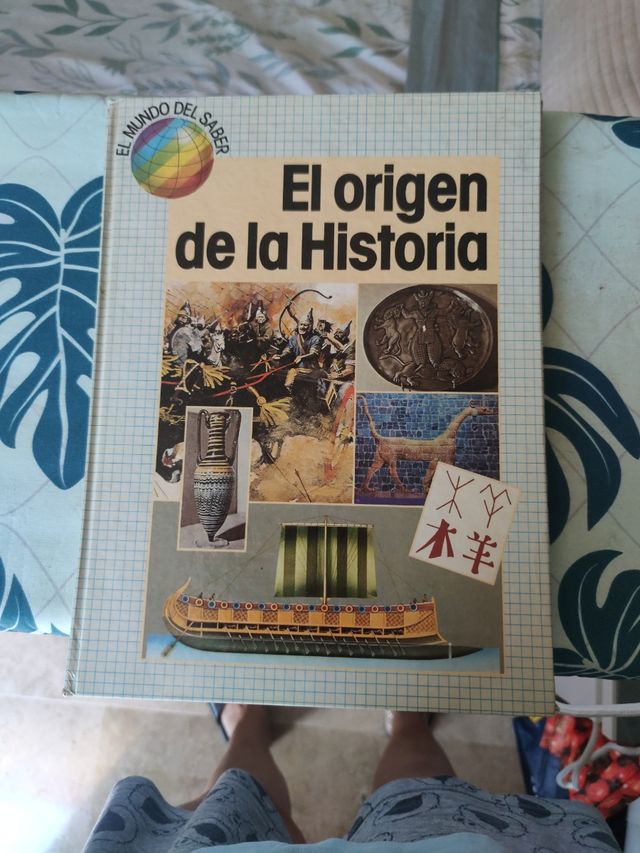 EL MUNDO DEL SABER
El origen
de la Historia
木 羊